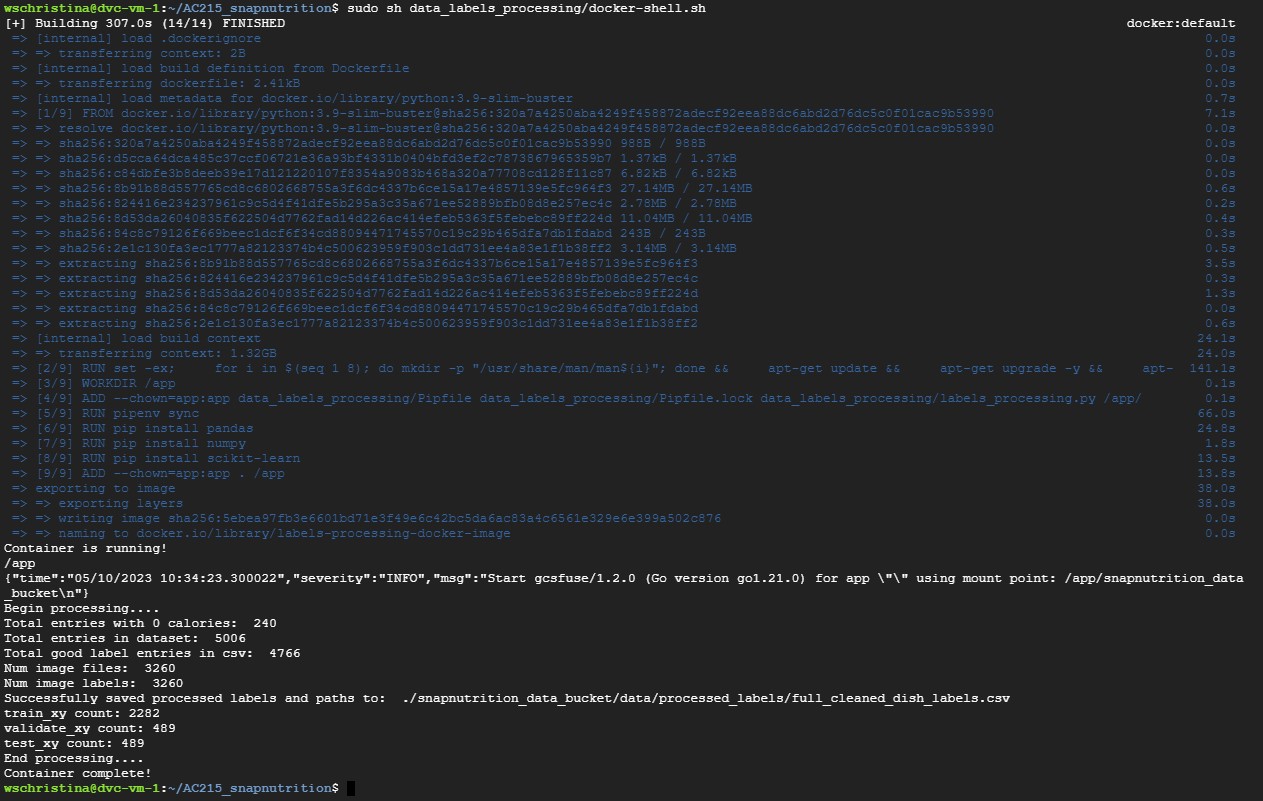 wschristina@dvc-vm-1:~/AC215_snapnutrition$ sudo sh data_labels_processing/docker-shell.sh
[+] Building 307.0s (14/14) FINISHED docker:default
=> [internal] load .dockerignore 0.0s
=> => transferring context: 2B 0.0s
=> [internal] load build definition from Dockerfile 0.0s
=> => transferring dockerfile: 2.41kB 0.0s
=> [internal] load metadata for docker.io/library/python:3.9-slim-buster 0.7s
=> [1/9] FROM docker.io/library/python:3.9-slim-buster@sha256:320a7a4250aba4249f458872adecf92eea88dc6abd2d76dc5c0f01cac9b53990 7.1s
=> => resolve docker.io/library/python:3.9-slim-buster@sha256:320a7a4250aba4249f458872adecf92eea88dc6abd2d76dc5c0f01cac9b53990 0.0s
=> => sha256:320a7a4250aba4249f458872adecf92eea88dc6abd2d76dc5c0f01cac9b53990 988B / 988B 0.0s
=> => sha256:d5cca64dca485c37ccf06721e36a93bf4331b0404bfd3ef2c7873867965359b7 1.37kB / 1.37kB 0.0s
=> => sha256:c84dbfe3b8deeb39e17d121220107f8354a9083b468a320a77708cd128f11c87 6.82kB / 6.82kB 0.0s
=> => sha256:8b91b88d557765cd8c6802668755a3f6dc4337b6ce15a17e4857139e5fc964f3 27.14MB / 27.14MB 0.6s
=> => sha256:824416e234237961c9c5d4f41dfe5b295a3c35a671ee52889bfb08d8e257ec4c 2.78MB / 2.78MB 0.2s
=> => sha256:8d53da26040835f622504d7762fad14d226ac414efeb5363f5febebc89ff224d 11.04MB / 11.04MB 0.4s
=> => sha256:84c8c79126f669beec1dcf6f34cd88094471745570c19c29b465dfa7db1fdabd 243B / 243B 0.3s
=> => sha256:2e1c130fa3ec1777a82123374b4c500623959f903c1dd731ee4a83e1f1b38ff2 3.14MB / 3.14MB 0.5s
=> => extracting sha256:8b91b88d557765cd8c6802668755a3f6dc4337b6ce15a17e4857139e5fc964f3 3.5s
=> => extracting sha256:824416e234237961c9c5d4f41dfe5b295a3c35a671ee52889bfb08d8e257ec4c 0.3s
=> => extracting sha256:8d53da26040835f622504d7762fad14d226ac414efeb5363f5febebc89ff224d 1.3s
=> => extracting sha256:84c8c79126f669beec1dcf6f34cd88094471745570c19c29b465dfa7db1fdabd 0.0s
=> => extracting sha256:2e1c130fa3ec1777a82123374b4c500623959f903c1dd731ee4a83e1f1b38ff2 0.6s
=> [internal] load build context 24.1s
=> => transferring context: 1.32GB 24.0s
=> [2/9] RUN set -ex; for i in $(seq 1 8); do mkdir -p "/usr/share/man/man${i}"; done && apt-get update && apt-get upgrade -y && apt- 141.1s
=> [3/9] WORKDIR /app 0.1s
=> [4/9] ADD --chown=app:app data_labels_processing/Pipfile data_labels_processing/Pipfile.lock data_labels_processing/labels_processing.py /app/ 0.1s
=> [5/9] RUN pipenv sync 66.0s
=> [6/9] RUN pip install pandas 24.8s
=> [7/9] RUN pip install numpy 1.8s
=> [8/9] RUN pip install scikit-learn 13.5s
=> [9/9] ADD --chown=app:app . /app 13.8s
=> exporting to image 38.0s
=> => exporting layers 38.0s
=> => writing image sha256:5ebea97fb3e6601bd71e3f49e6c42bc5da6ac83a4c6561e329e6e399a502c876 0.0s
=> => naming to docker.io/library/labels-processing-docker-image 0.0s
Container is running!
/app
{"time":"05/10/2023 10:34:23.300022","severity":"INFO","msg":"Start gcsfuse/1.2.0 (Go version go1.21.0) for app \"\" using mount point: /app/snapnutrition_data
_bucket\n"}
Begin processing....
Total entries with 0 calories:  240
Total entries in dataset:  5006
Total good label entries in csv:  4766
Num image files:  3260
Num image labels:  3260
Successfully saved processed labels and paths to:  ./snapnutrition_data_bucket/data/processed_labels/full_cleaned_dish_labels.csv
train_xy count: 2282
validate_xy count: 489
test_xy count: 489
End processing....
Container complete!
wschristina@dvc-vm-1:~/AC215_snapnutrition$